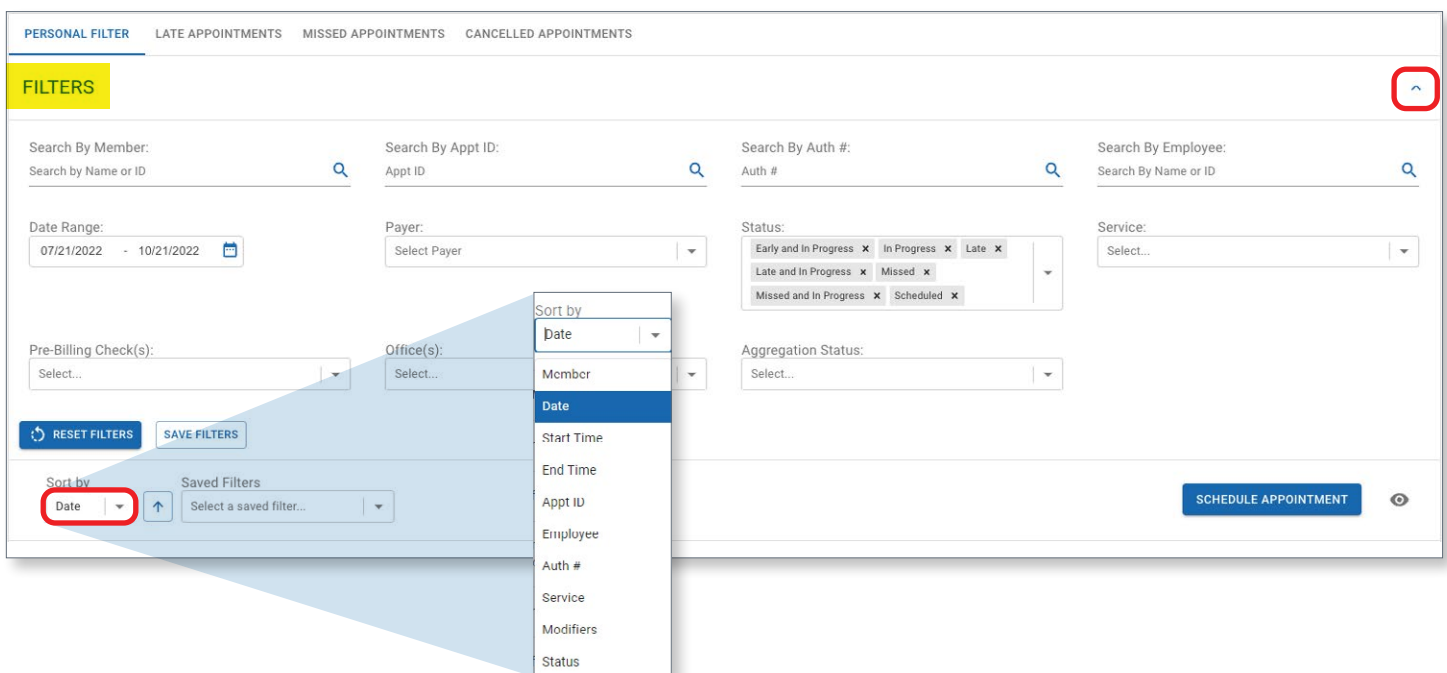 PERSONAL FILTER LATE APPOINTMENTS MISSED APPOINTMENTS CANCELLED APPOINTMENTS
FILTERS
Search By Member: Search By Appt ID: Search By Auth #: Search By Employee:
Search by Name or ID Appt ID Auth # Search By Name or ID
Date Range: Payer: Status: Service:
07/21/2022 - 10/21/2022 Select Payer Early and In Progress × In Progress × Late × Select...
Late and In Progress × Missed ×
Missed and In Progress × Scheduled ×
Pre-Billing Check(s): Office(s): Aggregation Status:
Select... Select... Select...
RESET FILTERS SAVE FILTERS
Sort by Saved Filters
Date Select a saved filter... SCHEDULE APPOINTMENT
Sort by
Date
Member
Date
Start Time
End Time
Appt ID
Employee
Auth #
Service
Modifiers
Status